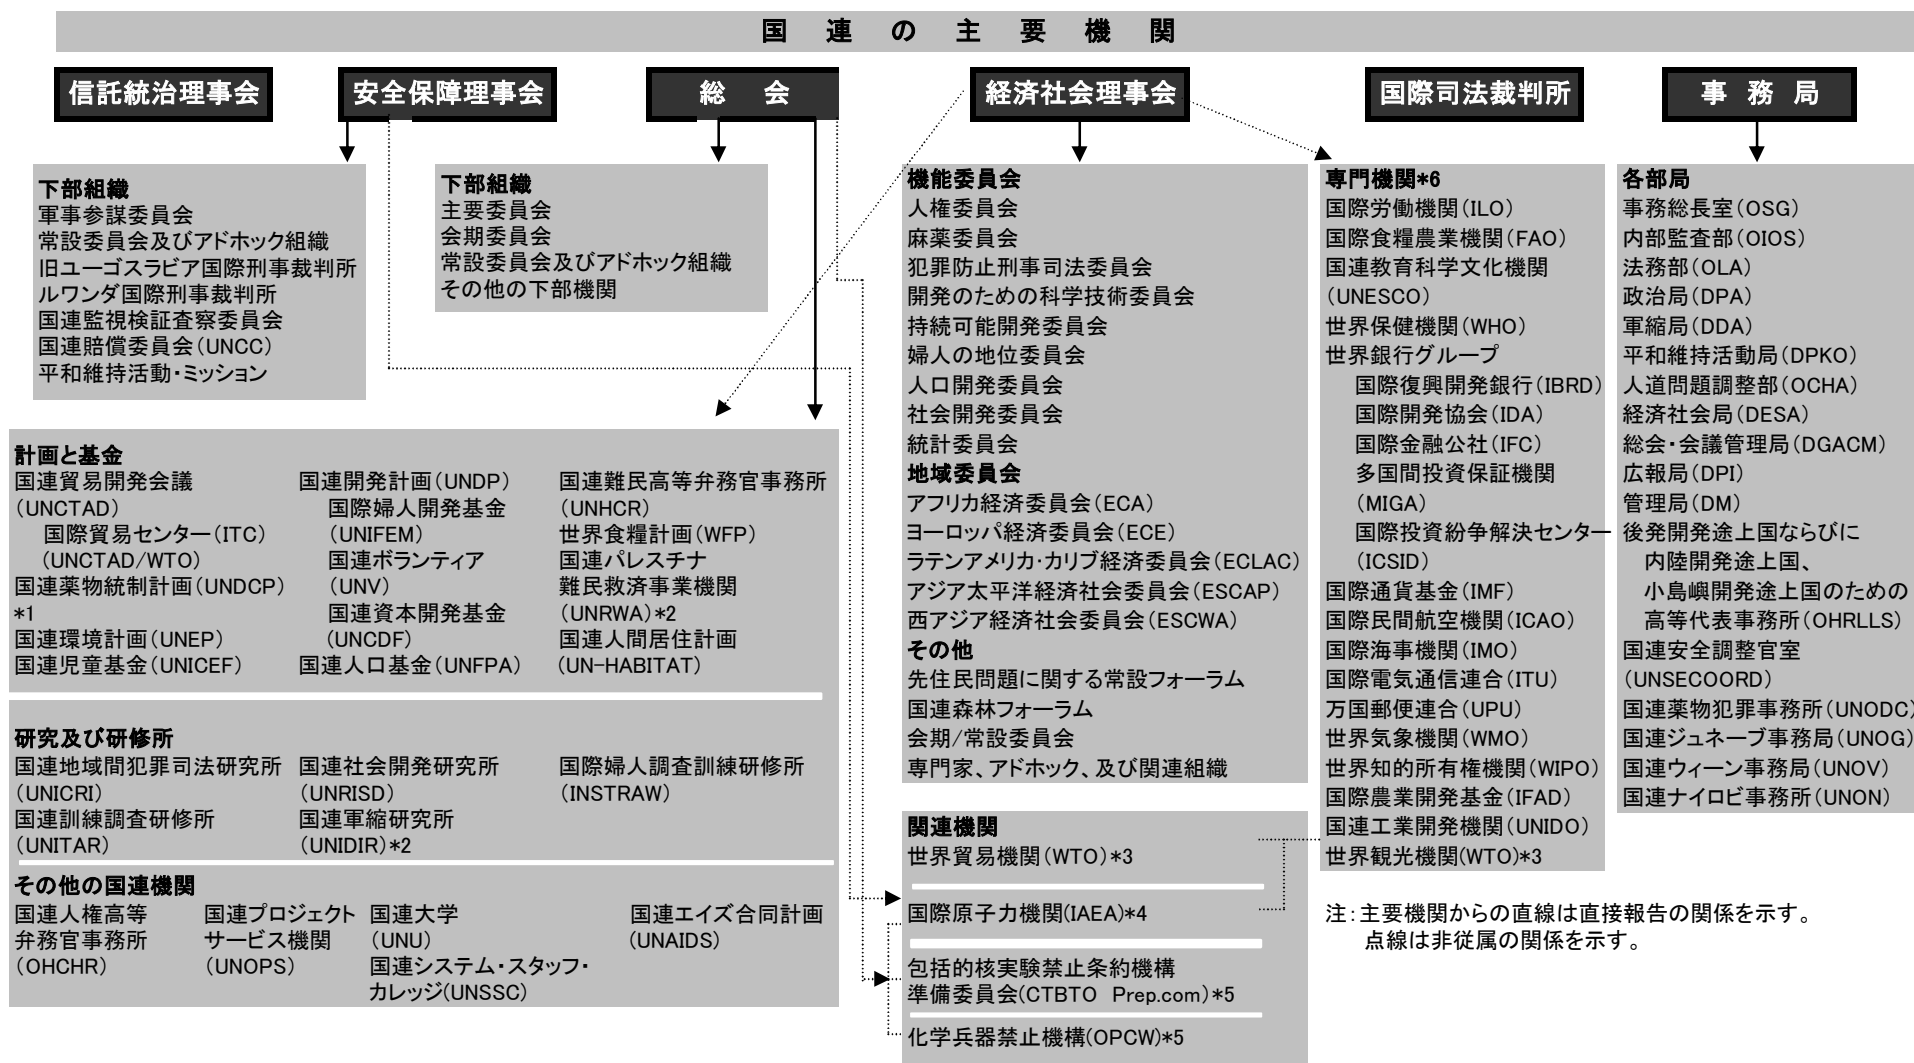 国連の主要機関
信託統治理事会
安全保障理事会
総会
経済社会理事会
国際司法裁判所
事務局
下部組織
軍事参謀委員会
常設委員会及びアドホック組織
旧ユーゴスラビア国際刑事裁判所
ルワンダ国際刑事裁判所
国連監視検証査察委員会
国連賠償委員会(UNCC)
平和維持活動・ミッション
下部組織
主要委員会
会期委員会
常設委員会及びアドホック組織
その他の下部機関
計画と基金
国連貿易開発会議
(UNCTAD)
国際貿易センター(ITC)
(UNCTAD/WTO)
国連薬物統制計画(UNDCP)
*1
国連環境計画(UNEP)
国連児童基金(UNICEF)
国連開発計画(UNDP)
国際婦人開発基金
(UNIFEM)
国連ボランティア
(UNV)
国連資本開発基金
(UNCDF)
国連人口基金(UNFPA)
国連難民高等弁務官事務所
(UNHCR)
世界食糧計画(WFP)
国連パレスチナ
難民救済事業機関
(UNRWA)*2
国連人間居住計画
(UN-HABITAT)
研究及び研修所
国連地域間犯罪司法研究所
(UNICRI)
国連訓練調査研修所
(UNITAR)
国連社会開発研究所
(UNRISD)
国連軍縮研究所
(UNIDIR)*2
国際婦人調査訓練研修所
(INSTRAW)
その他の国連機関
国連人権高等
弁務官事務所
(OHCHR)
国連プロジェクト
サービス機関
(UNOPS)
国連大学
(UNU)
国連システム・スタッフ・
カレッジ(UNSSC)
国連エイズ合同計画
(UNAIDS)
機能委員会
人権委員会
麻薬委員会
犯罪防止刑事司法委員会
開発のための科学技術委員会
持続可能開発委員会
婦人の地位委員会
人口開発委員会
社会開発委員会
統計委員会
地域委員会
アフリカ経済委員会(ECA)
ヨーロッパ経済委員会(ECE)
ラテンアメリカ・カリブ経済委員会(ECLAC)
アジア太平洋経済社会委員会(ESCAP)
西アジア経済社会委員会(ESCWA)
その他
先住民問題に関する常設フォーラム
国連森林フォーラム
会期/常設委員会
専門家、アドホック、及び関連組織
関連機関
世界貿易機関(WTO)*3
国際原子力機関(IAEA)*4
包括的核実験禁止条約機構
準備委員会(CTBTO Prep.com)*5
化学兵器禁止機構(OPCW)*5
専門機関*6
国際労働機関(ILO)
国際食糧農業機関(FAO)
国連教育科学文化機関
(UNESCO)
世界保健機関(WHO)
世界銀行グループ
国際復興開発銀行(IBRD)
国際開発協会(IDA)
国際金融公社(IFC)
多国間投資保証機関
(MIGA)
国際投資紛争解決センター
(ICSID)
国際通貨基金(IMF)
国際民間航空機関(ICAO)
国際海事機関(IMO)
国際電気通信連合(ITU)
万国郵便連合(UPU)
世界気象機関(WMO)
世界知的所有権機関(WIPO)
国際農業開発基金(IFAD)
国連工業開発機関(UNIDO)
世界観光機関(WTO)*3
各部局
事務総長室(OSG)
内部監査部(OIOS)
法務部(OLA)
政治局(DPA)
軍縮局(DDA)
平和維持活動局(DPKO)
人道問題調整部(OCHA)
経済社会局(DESA)
総会・会議管理局(DGACM)
広報局(DPI)
管理局(DM)
後発開発途上国ならびに
内陸開発途上国、
小島嶼開発途上国のための
高等代表事務所(OHRLLS)
国連安全調整官室
(UNSECOORD)
国連薬物犯罪事務所(UNODC)
国連ジュネーブ事務局(UNOG)
国連ウィーン事務局(UNOV)
国連ナイロビ事務所(UNON)
注:主要機関からの直線は直接報告の関係を示す。
点線は非従属の関係を示す。